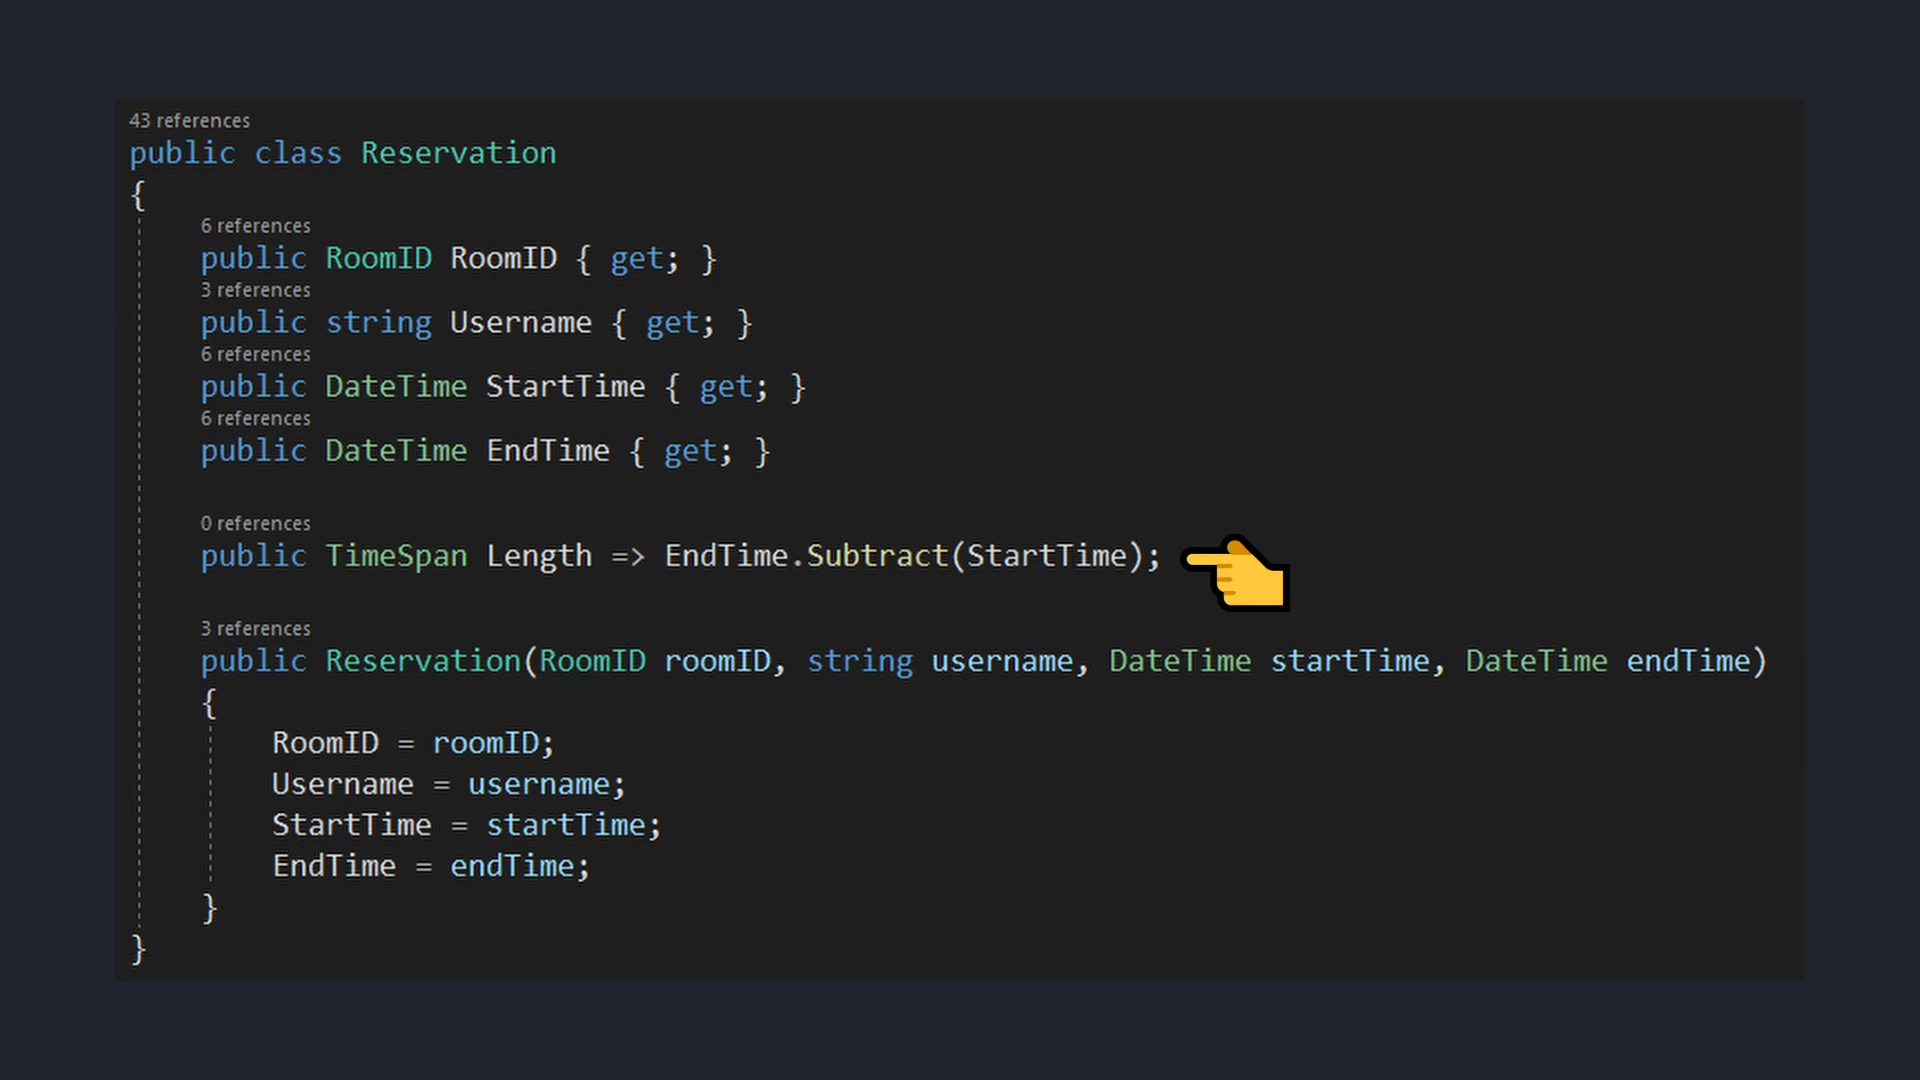 43 references
public class Reservation
{
6 references
public RoomID RoomID { get; }
3 references
public string Username { get; }
6 references
public DateTime StartTime { get; }
6 references
public DateTime EndTime { get; }
0 references
public TimeSpan Length => EndTime.Subtract(StartTime);
3 references
public Reservation(RoomID roomID, string username, DateTime startTime, DateTime endTime)
{
RoomID = roomID;
Username = username;
StartTime = startTime;
EndTime = endTime;
}
}